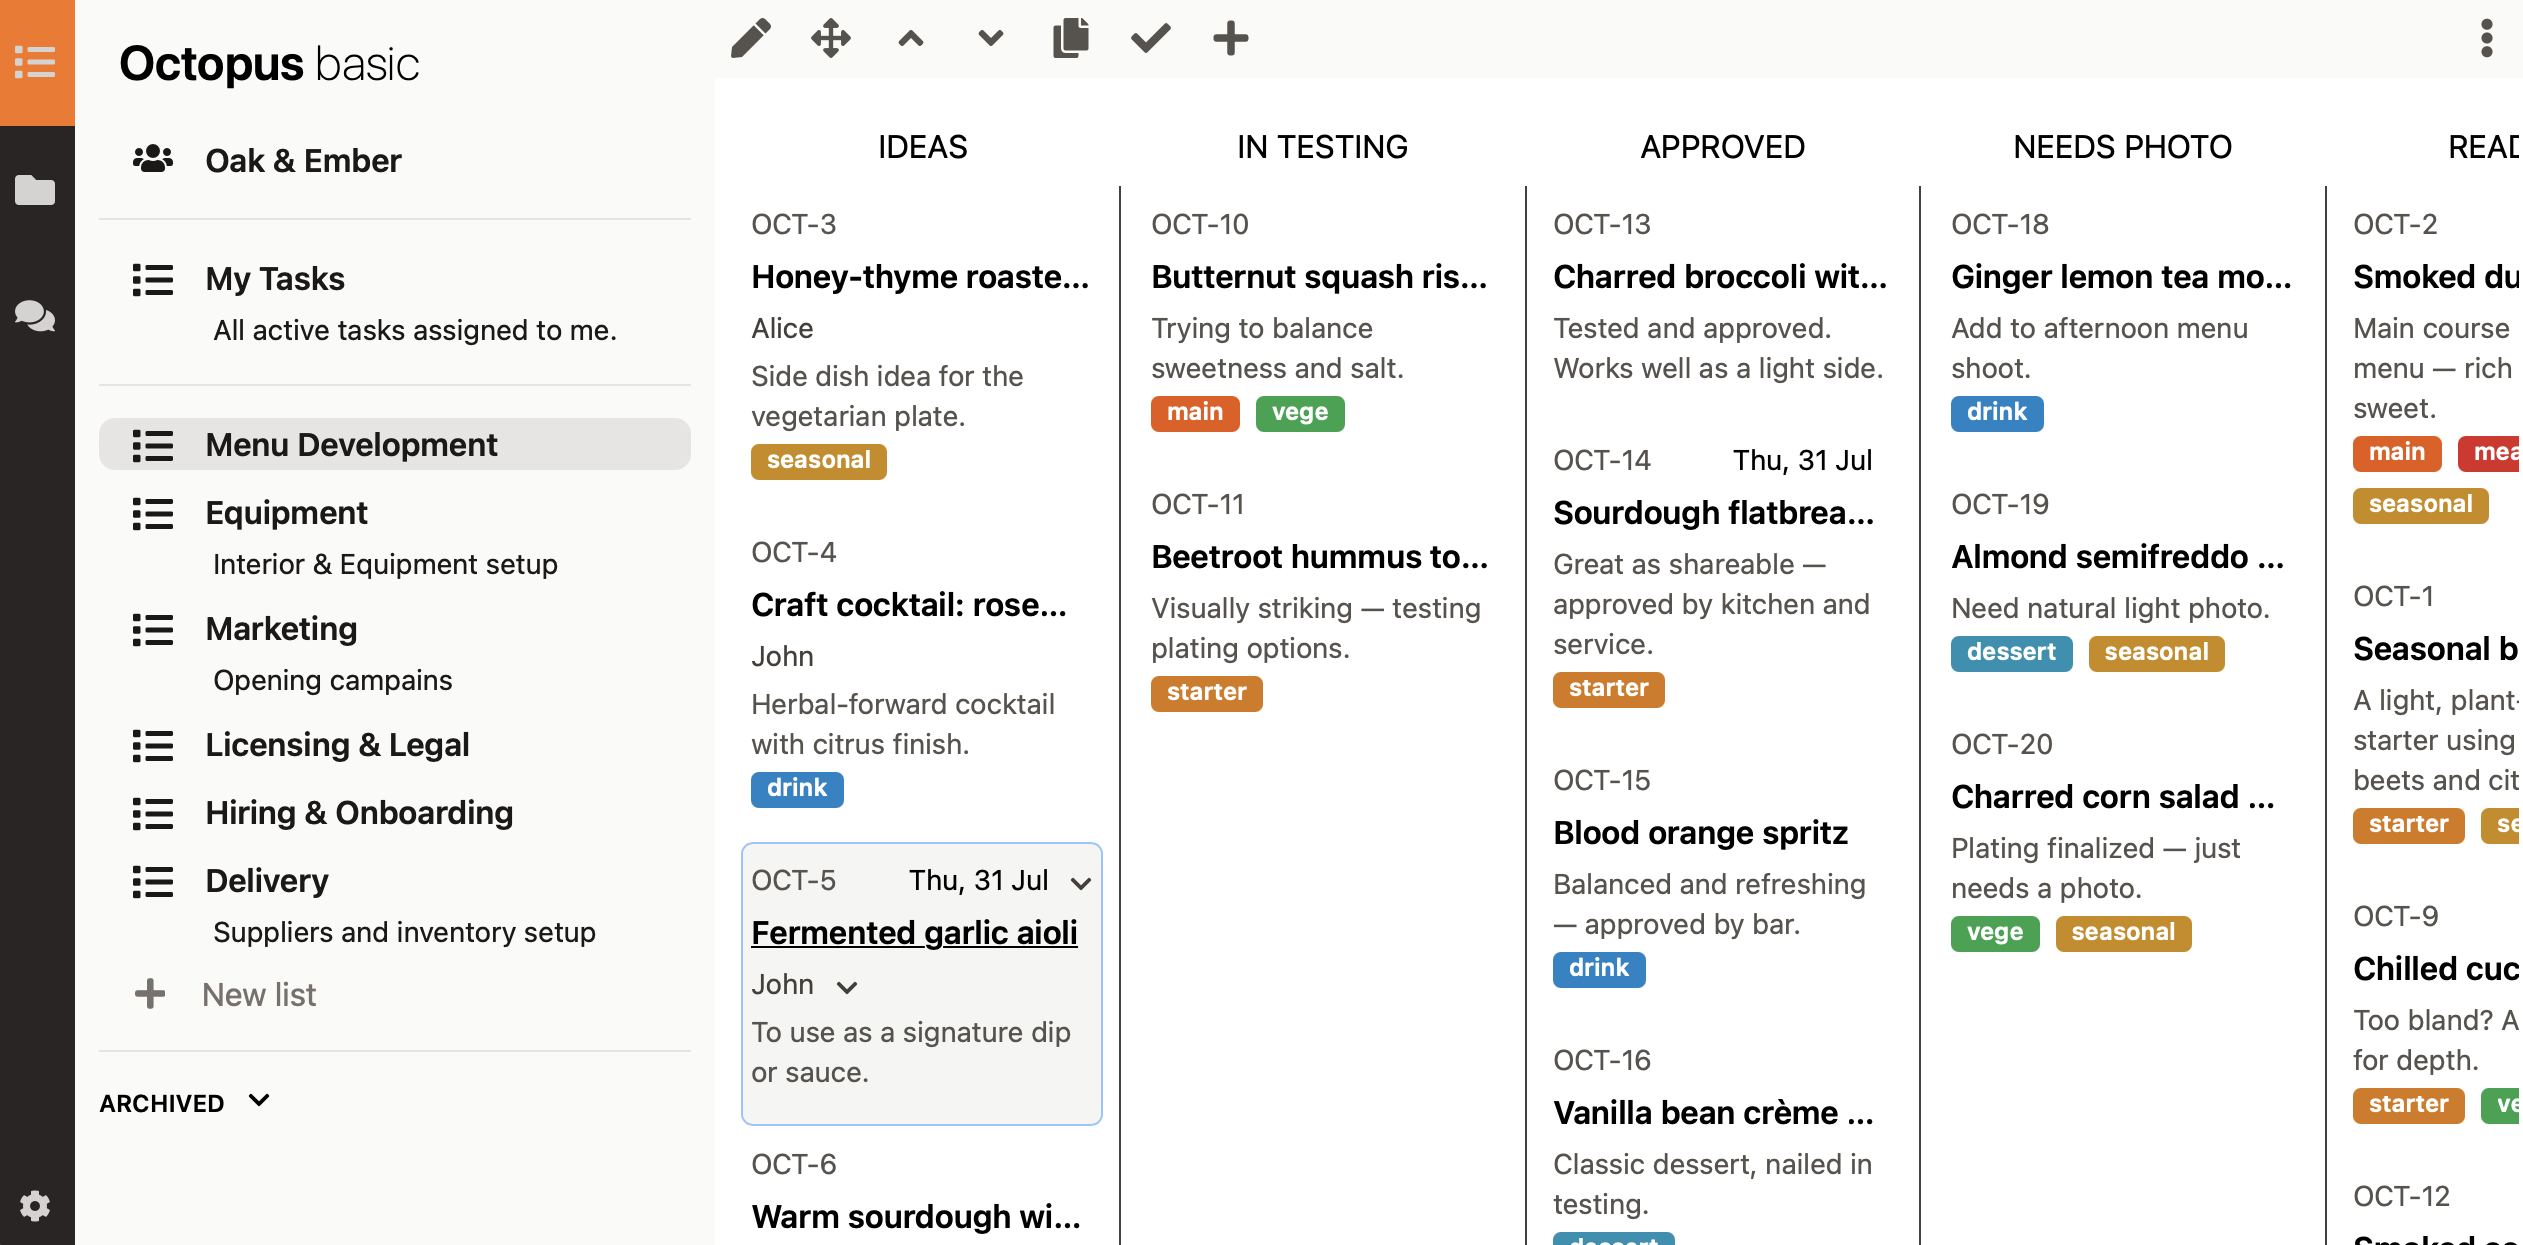 Octopus basic
Oak & Ember
My Tasks
All active tasks assigned to me.
Menu Development
Equipment
Interior & Equipment setup
Marketing
Opening campains
Licensing & Legal
Hiring & Onboarding
Delivery
Suppliers and inventory setup
New list
ARCHIVED
IDEAS
OCT-3
Honey-thyme roaste...
Alice
Side dish idea for the
vegetarian plate.
seasonal
OCT-4
Craft cocktail: rose...
John
Herbal-forward cocktail
with citrus finish.
drink
OCT-5 Thu, 31 Jul
Fermented garlic aioli
John
To use as a signature dip
or sauce.
OCT-6
Warm sourdough wi...
IN TESTING
OCT-10
Butternut squash ris...
Trying to balance
sweetness and salt.
main vege
OCT-11
Beetroot hummus to...
Visually striking — testing
plating options.
starter
APPROVED
OCT-13
Charred broccoli wit...
Tested and approved.
Works well as a light side.
OCT-14 Thu, 31 Jul
Sourdough flatbrea...
Great as shareable —
approved by kitchen and
service.
starter
OCT-15
Blood orange spritz
Balanced and refreshing
— approved by bar.
drink
OCT-16
Vanilla bean crème ...
Classic dessert, nailed in
testing.
dessert
NEEDS PHOTO
OCT-18
Ginger lemon tea mo...
Add to afternoon menu
shoot.
drink
OCT-19
Almond semifreddo ...
Need natural light photo.
dessert seasonal
OCT-20
Charred corn salad ...
Plating finalized — just
needs a photo.
vege seasonal
READ
OCT-2
Smoked du
Main course
menu — rich
sweet.
main mea
seasonal
OCT-1
Seasonal b
A light, plant-
starter using
beets and cit
starter se
OCT-9
Chilled cuc
Too bland? A
for depth.
starter ve
OCT-12
Smoked